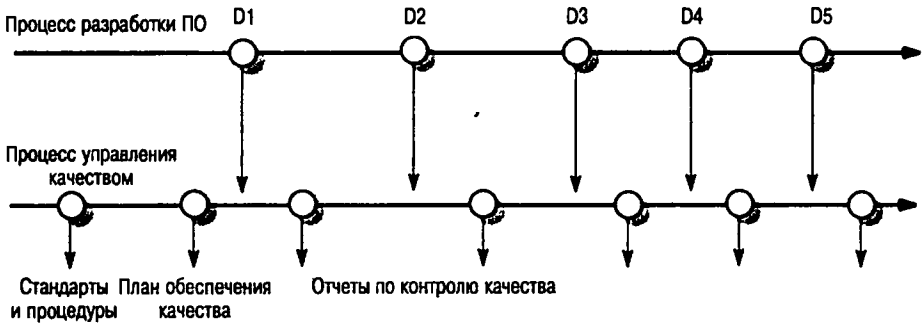 Процесс разработки ПО
D1 D2 D3 D4 D5
Процесс управления
качеством
Стандарты План обеспечения Отчеты по контролю качества
и процедуры качества